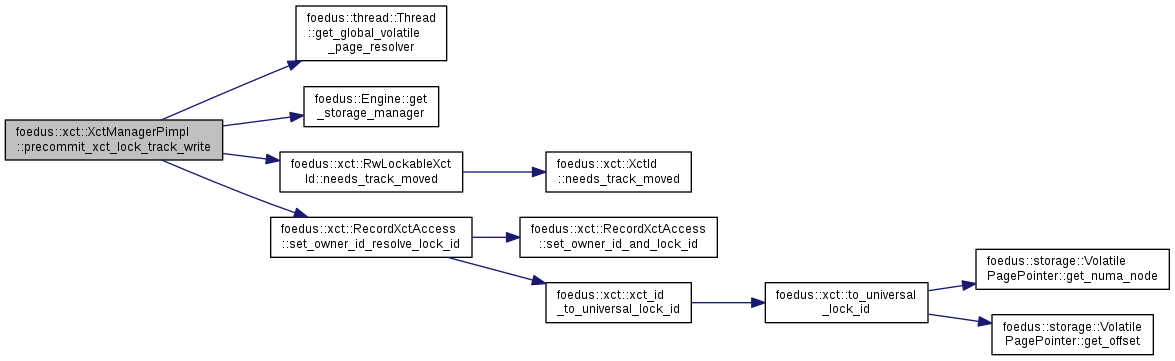 foedus::thread::Thread
::get_global_volatile
_page_resolver
foedus::Engine::get
_storage_manager
foedus::xct::XctManagerPimpl
::precommit_xct_lock_track_write
foedus::xct::RwLockableXct
Id::needs_track_moved
foedus::xct::XctId
::needs_track_moved
foedus::xct::RecordXctAccess
::set_owner_id_resolve_lock_id
foedus::xct::RecordXctAccess
::set_owner_id_and_lock_id
foedus::xct::xct_id
_to_universal_lock_id
foedus::xct::to_universal
_lock_id
foedus::storage::Volatile
PagePointer::get_numa_node
foedus::storage::Volatile
PagePointer::get_offset